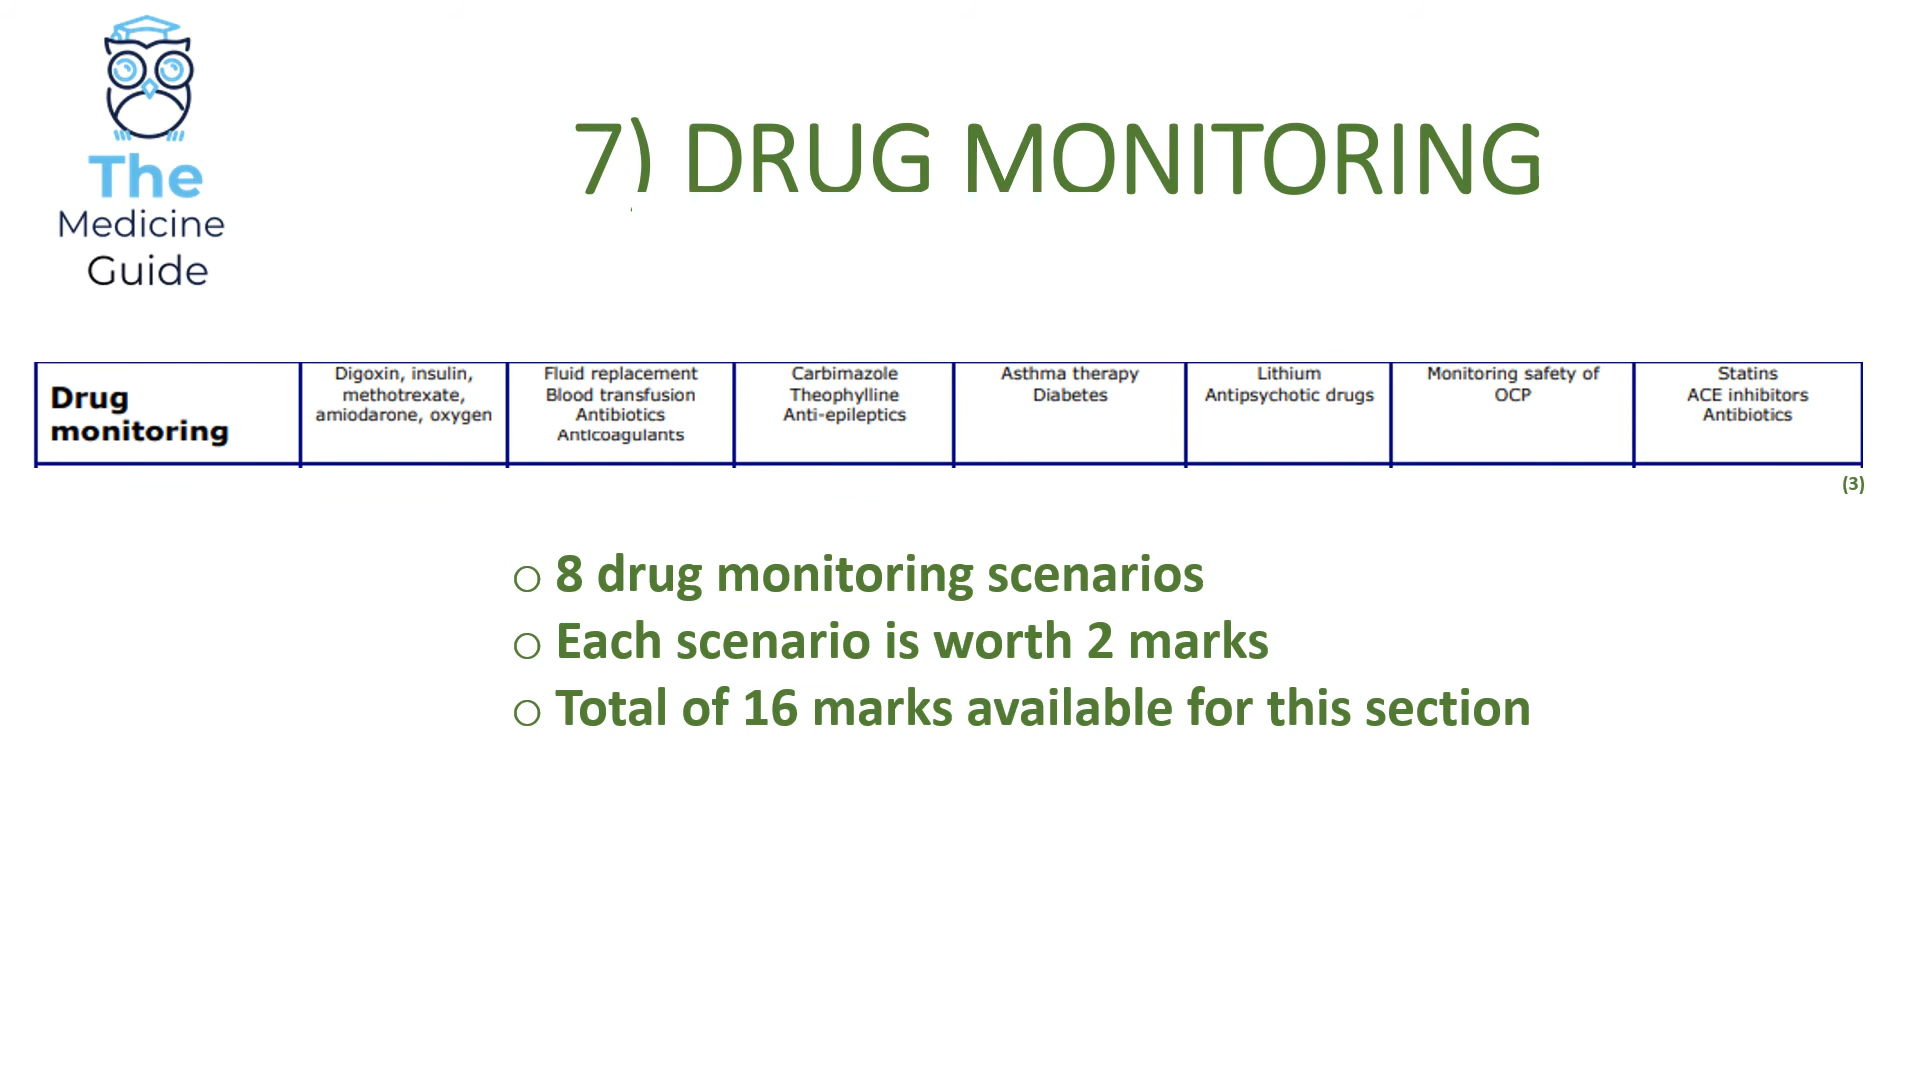 The
Medicine
Guide
7) DRUG MONITORING
Drug
monitoring
Digoxin, insulin,
methotrexate,
amiodarone, oxygen
Fluid replacement
Blood transfusion
Antibiotics
Anticoagulants
Carbimazole
Theophylline
Anti-epileptics
Asthma therapy
Diabetes
Lithium
Antipsychotic drugs
Monitoring safety of
OCP
Statins
ACE inhibitors
Antibiotics
(3)
o 8 drug monitoring scenarios
o Each scenario is worth 2 marks
o Total of 16 marks available for this section